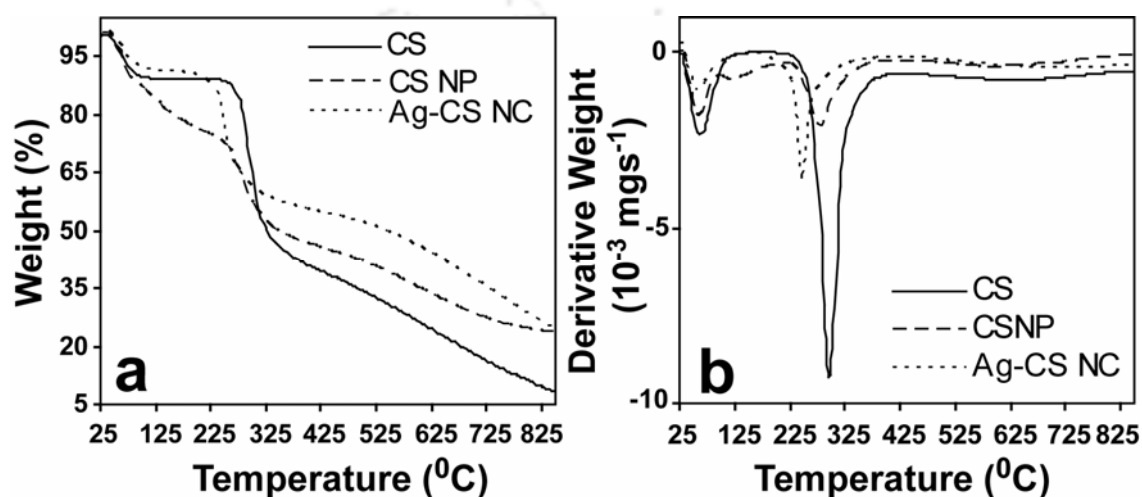 CS
CS NP
Ag-CS NC
95
80
65
50
35
20
5
Weight (%)
a
25 125 225 325 425 525 625 725 825
Temperature (⁰C)
0
-5
-10
Derivative Weight
(10⁻³ mgs⁻¹)
CS
CSNP
Ag-CS NC
b
25 125 225 325 425 525 625 725 825
Temperature (⁰C)